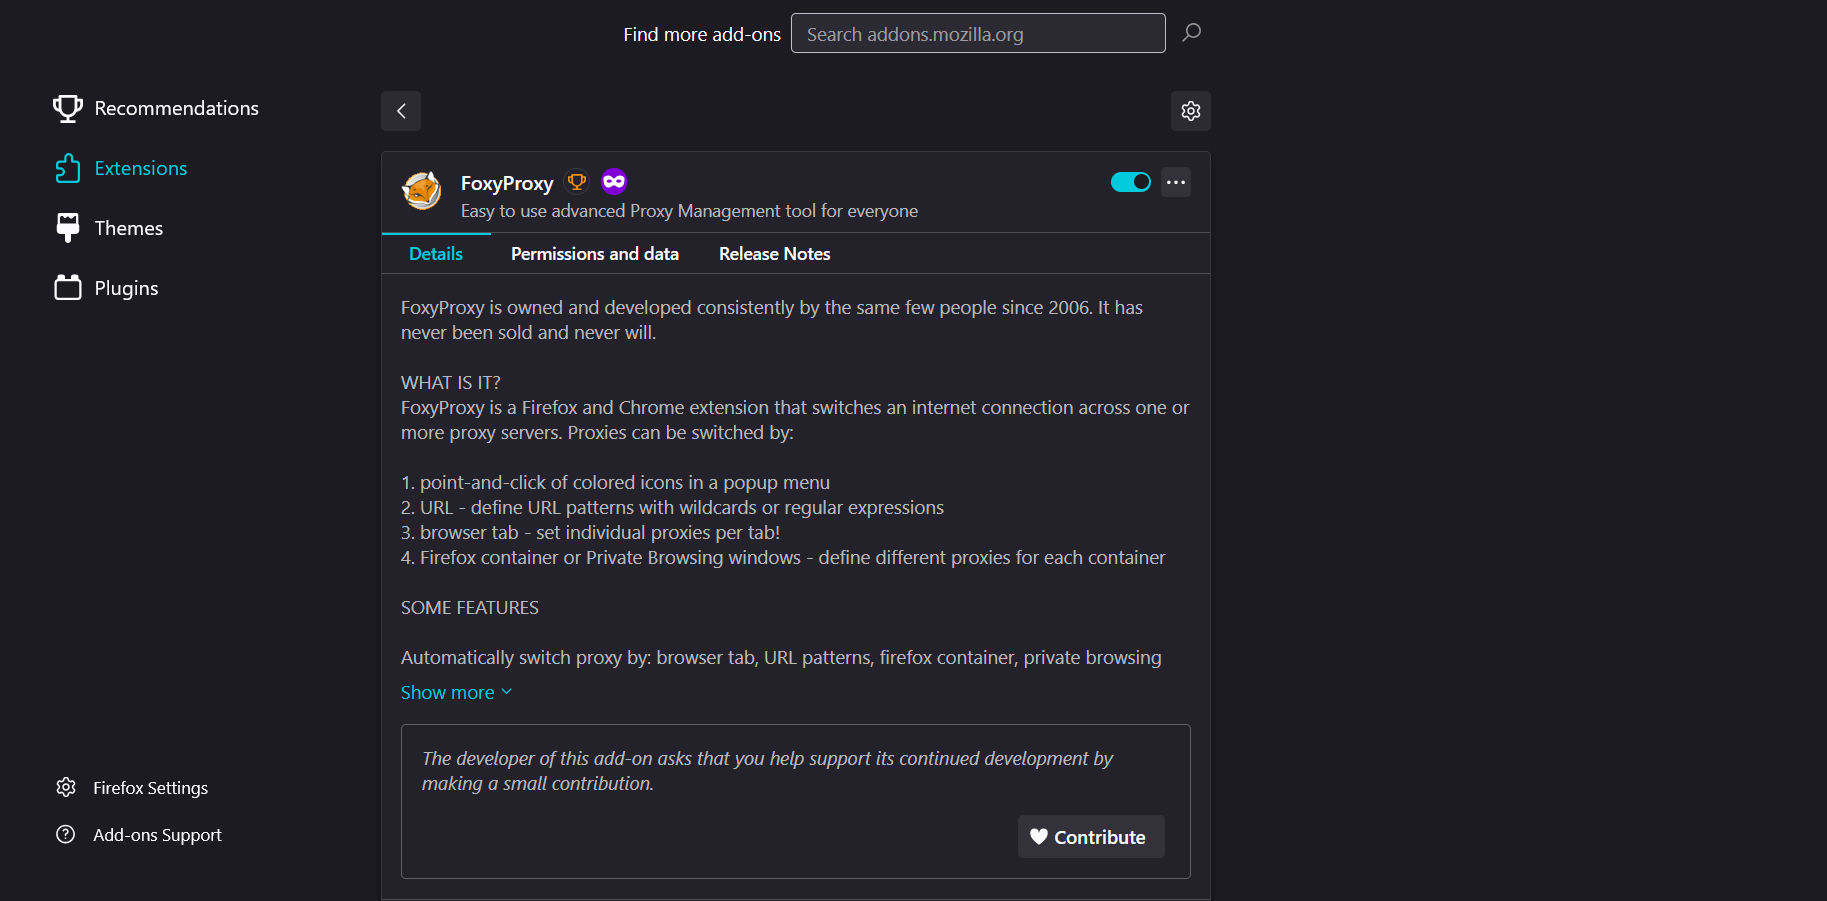 Find more add-ons
Search addons.mozilla.org
Recommendations
Extensions
Themes
Plugins
FoxyProxy
Easy to use advanced Proxy Management tool for everyone
Details
Permissions and data
Release Notes
FoxyProxy is owned and developed consistently by the same few people since 2006. It has
never been sold and never will.
WHAT IS IT?
FoxyProxy is a Firefox and Chrome extension that switches an internet connection across one or
more proxy servers. Proxies can be switched by:
1. point-and-click of colored icons in a popup menu
2. URL - define URL patterns with wildcards or regular expressions
3. browser tab - set individual proxies per tab!
4. Firefox container or Private Browsing windows - define different proxies for each container
SOME FEATURES
Automatically switch proxy by: browser tab, URL patterns, firefox container, private browsing
Show more
The developer of this add-on asks that you help support its continued development by
making a small contribution.
Contribute
Firefox Settings
Add-ons Support